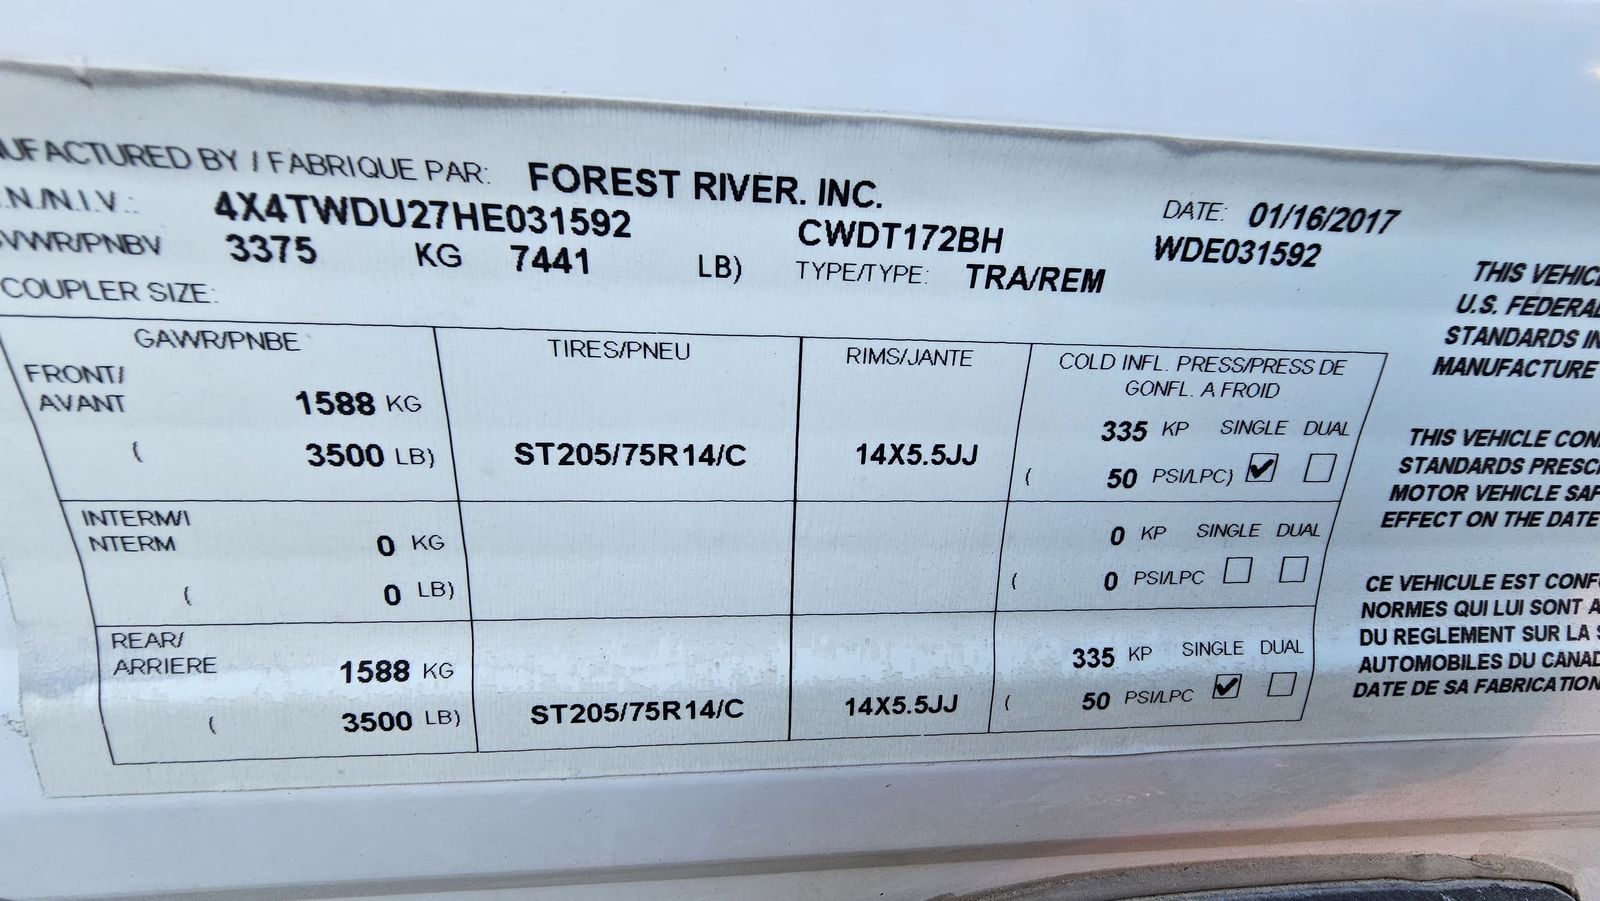 UFACTURED BY / FABRIQUE PAR: FOREST RIVER. INC.
.N./N.I.V.: 4X4TWDU27HE031592 CWDT172BH DATE: 01/16/2017
VWR/PNBV 3375 KG 7441 LB) TYPE/TYPE: TRA/REM WDE031592
COUPLER SIZE:
GAWR/PNBE TIRES/PNEU RIMS/JANTE COLD INFL. PRESS/PRESS DE GONFL. A FROID
FRONT/
AVANT 1588 KG 335 KP SINGLE DUAL
( 3500 LB) ST205/75R14/C 14X5.5JJ ( 50 PSI/LPC)
INTERM/I
NTERM 0 KG 0 KP SINGLE DUAL
( 0 LB) ( 0 PSI/LPC
REAR/
ARRIERE 1588 KG 335 KP SINGLE DUAL
( 3500 LB) ST205/75R14/C 14X5.5JJ ( 50 PSI/LPC
THIS VEHIC
U.S. FEDERAL
STANDARDS IN
MANUFACTURE
THIS VEHICLE CON
STANDARDS PRESC
MOTOR VEHICLE SAF
EFFECT ON THE DATE
CE VEHICULE EST CONF
NORMES QUI LUI SONT A
DU REGLEMENT SUR LA S
AUTOMOBILES DU CANAD
DATE DE SA FABRICATION